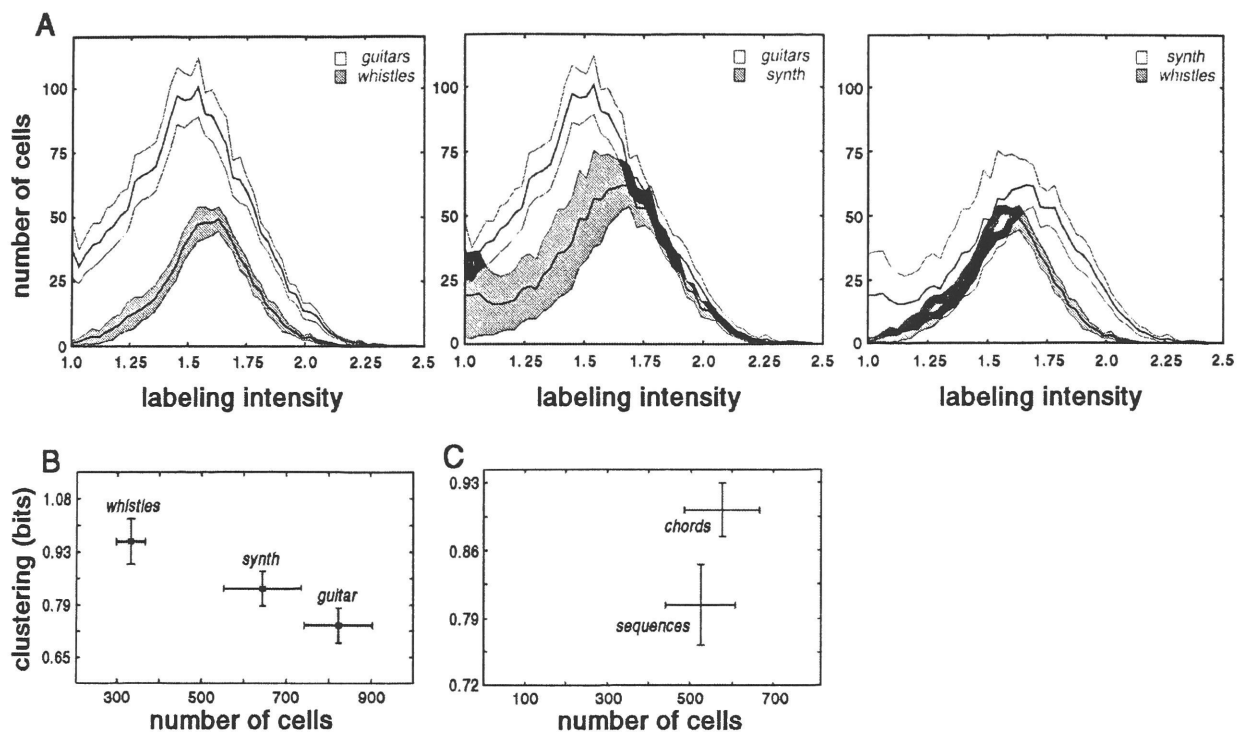 A
guitars
whistles
guitars
synth
synth
whistles
number of cells
100
75
50
25
0
100
75
50
25
0
100
75
50
25
0
1.0 1.25 1.5 1.75 2.0 2.25 2.5
1.0 1.25 1.5 1.75 2.0 2.25 2.5
1.0 1.25 1.5 1.75 2.0 2.25 2.5
labeling intensity
labeling intensity
labeling intensity
B
clustering (bits)
1.08
0.93
0.79
0.65
whistles
synth
guitar
300 500 700 900
number of cells
C
0.93
0.86
0.79
0.72
chords
sequences
100 300 500 700
number of cells